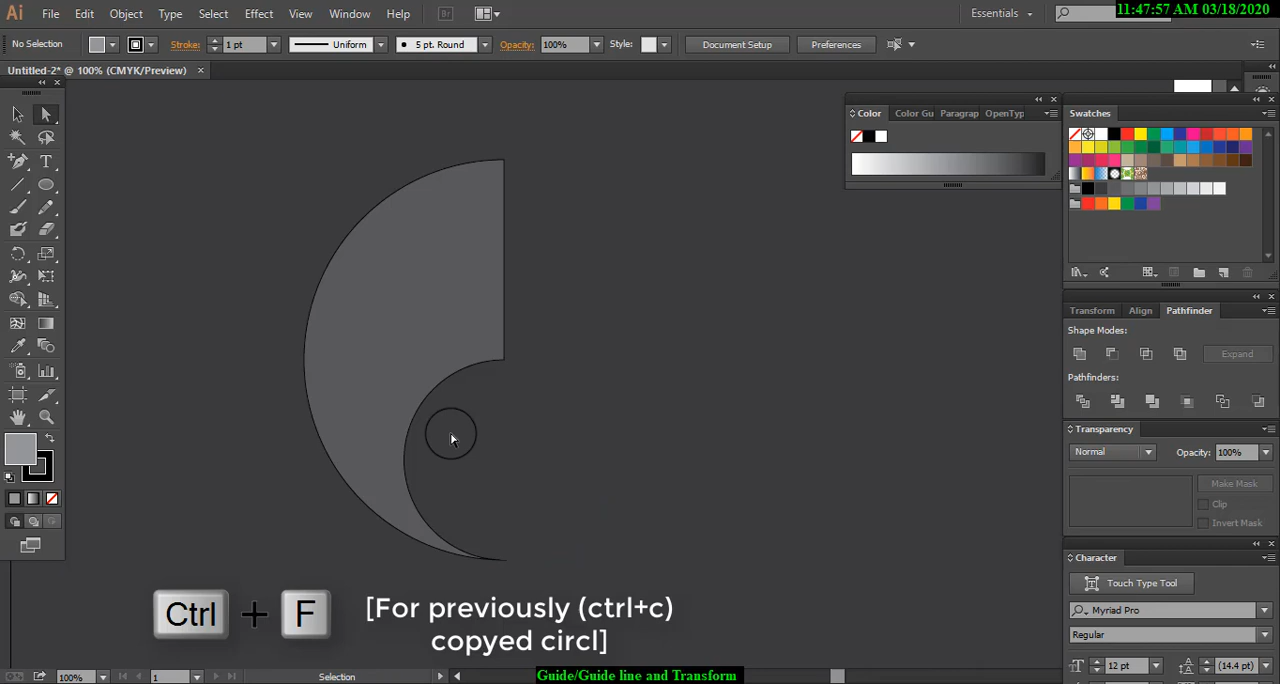 Ai File Edit Object Type Select Effect View Window Help Br Essentials 11:47:57 AM 03/18/2020
No Selection Stroke: 1 pt Uniform 5 pt. Round Opacity: 100% Style: Document Setup Preferences
Untitled-2* @ 100% (CMYK/Preview)
Color Color Gu Paragrap OpenTyp
Swatches
Transform Align Pathfinder
Shape Modes:
Expand
Pathfinders:
Transparency
Normal Opacity: 100%
Make Mask
Clip
Invert Mask
Character
Touch Type Tool
Myriad Pro
Regular
12 pt (14.4 pt)
Ctrl + F [For previously (ctrl+c)
copyed circl]
100% 1 Selection Guide/Guide line and Transform